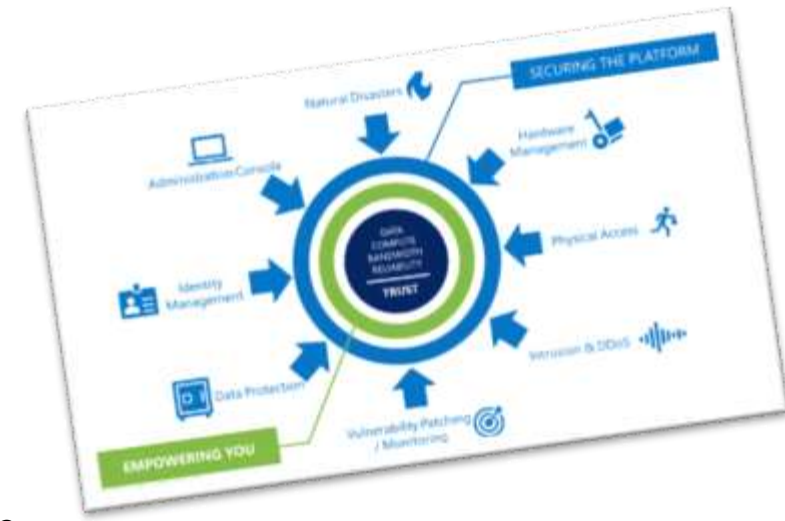 SECURING THE PLATFORM
Natural Disasters
Hardware
Management
Administration Console
Physical Access
DATA
COMPUTE
BANDWIDTH
RELIABILITY
TRUST
Identity
Management
Intrusion & DDoS
Data Protection
Vulnerability Patching
/ Monitoring
EMPOWERING YOU